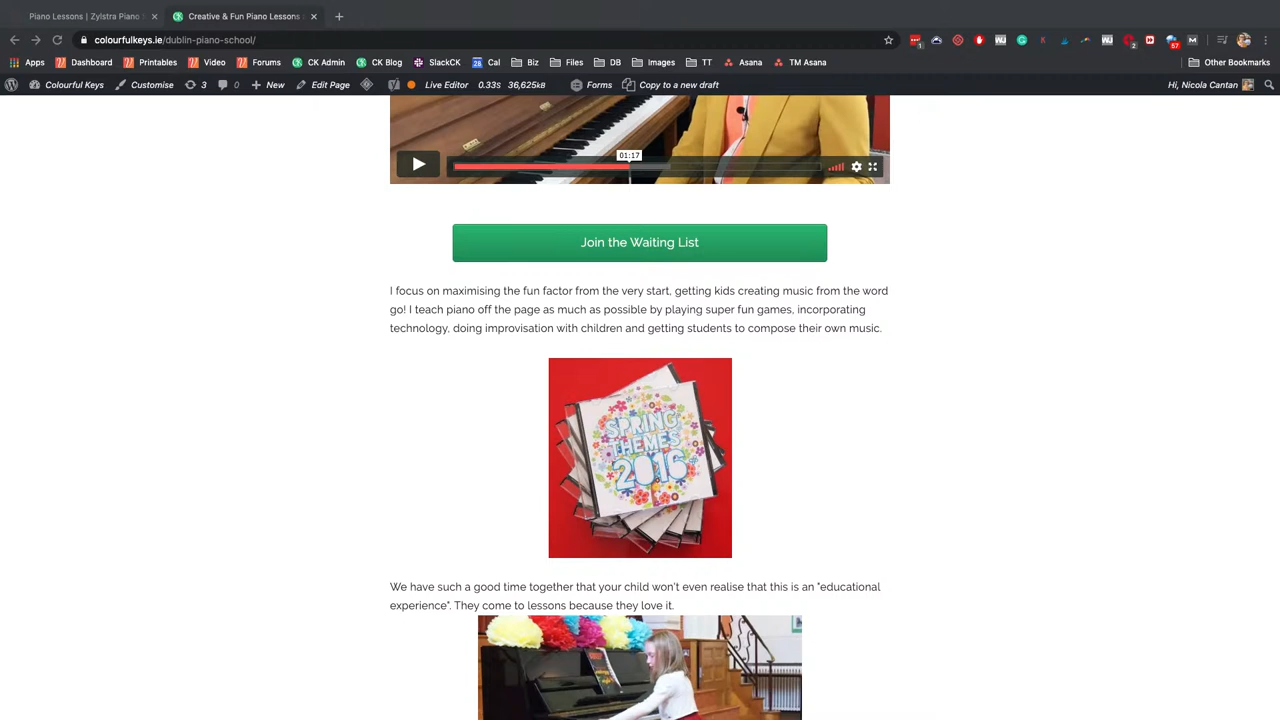 Piano Lessons | Zylstra Piano
Creative & Fun Piano Lessons
colourfulkeys.ie/dublin-piano-school/
1
2
57
Apps Dashboard Printables Video Forums CK Admin CK Blog SlackCK 28 Cal Biz Files DB Images TT Asana TM Asana Other Bookmarks
Colourful Keys Customise 3 0 New Edit Page Live Editor 0.33s 36,625kB Forms Copy to a new draft Hi, Nicola Cantan
01:17
Join the Waiting List
I focus on maximising the fun factor from the very start, getting kids creating music from the word
go! I teach piano off the page as much as possible by playing super fun games, incorporating
technology, doing improvisation with children and getting students to compose their own music.
SPRING
THEMES
2016
We have such a good time together that your child won't even realise that this is an "educational
experience". They come to lessons because they love it.